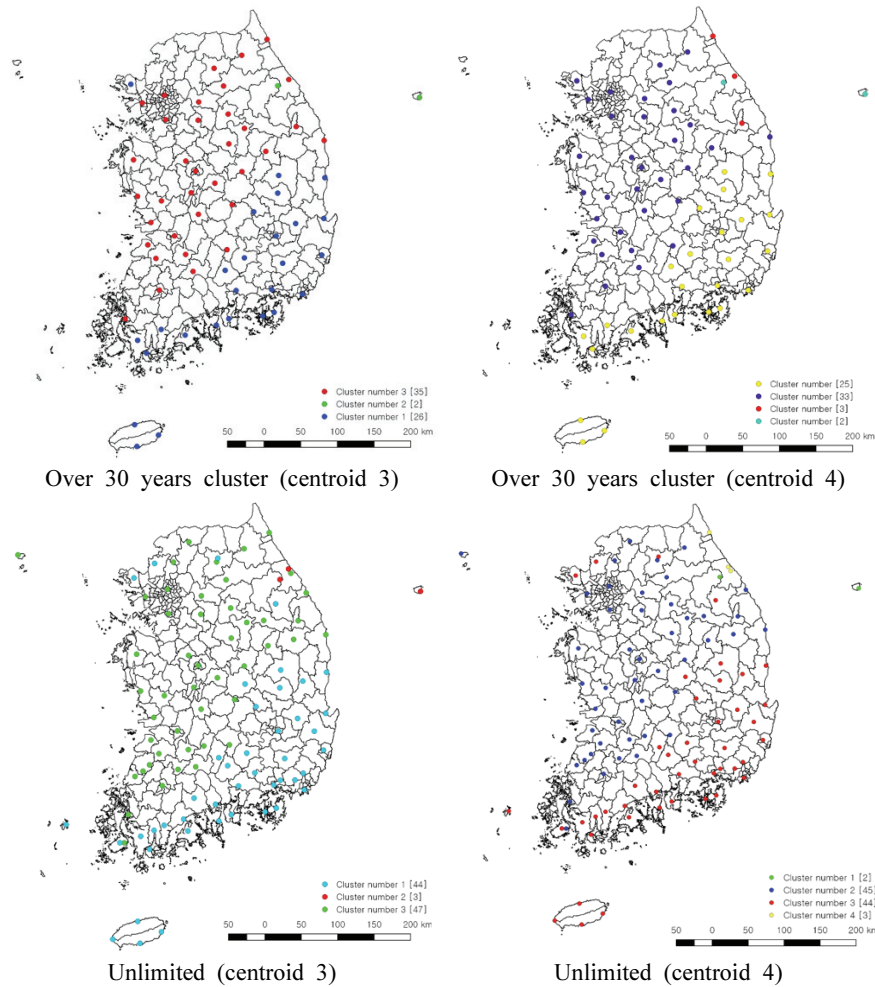 Cluster number 3 [35]
Cluster number 2 [2]
Cluster number 1 [26]
50 0 50 100 150 200 km
Over 30 years cluster (centroid 3)
Cluster number [25]
Cluster number [33]
Cluster number [3]
Cluster number [2]
50 0 50 100 150 200 km
Over 30 years cluster (centroid 4)
Cluster number 1 [44]
Cluster number 2 [3]
Cluster number 3 [47]
50 0 50 100 150 200 km
Unlimited (centroid 3)
Cluster number 1 [2]
Cluster number 2 [45]
Cluster number 3 [44]
Cluster number 4 [3]
50 0 50 100 150 200 km
Unlimited (centroid 4)